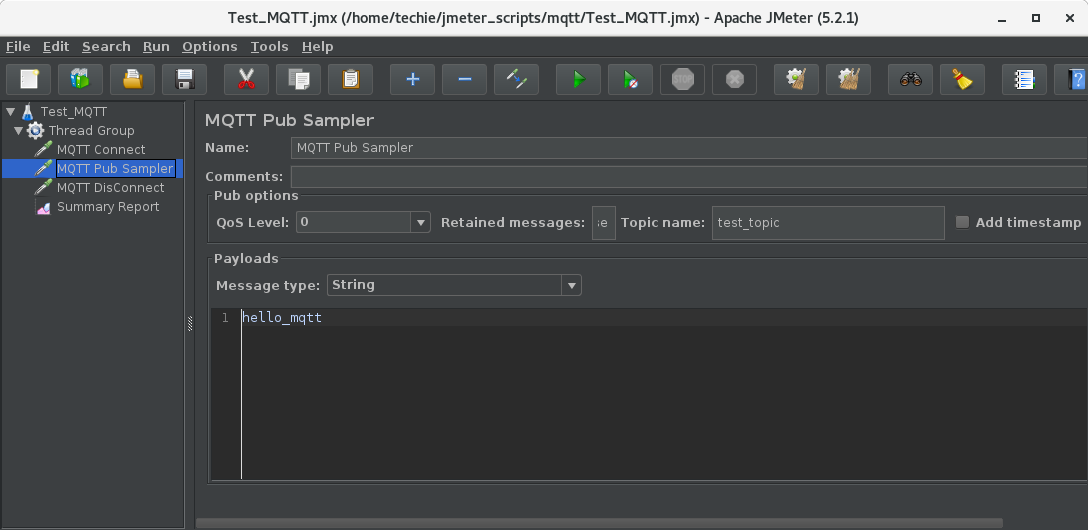 Test_MQTT.jmx (/home/techie/jmeter_scripts/mqtt/Test_MQTT.jmx) - Apache JMeter (5.2.1)
File Edit Search Run Options Tools Help
STOP
Test_MQTT
Thread Group
MQTT Connect
MQTT Pub Sampler
MQTT DisConnect
Summary Report
MQTT Pub Sampler
Name: MQTT Pub Sampler
Comments:
Pub options
QoS Level: 0 Retained messages: Topic name: test_topic Add timestamp
Payloads
Message type: String
1 hello_mqtt